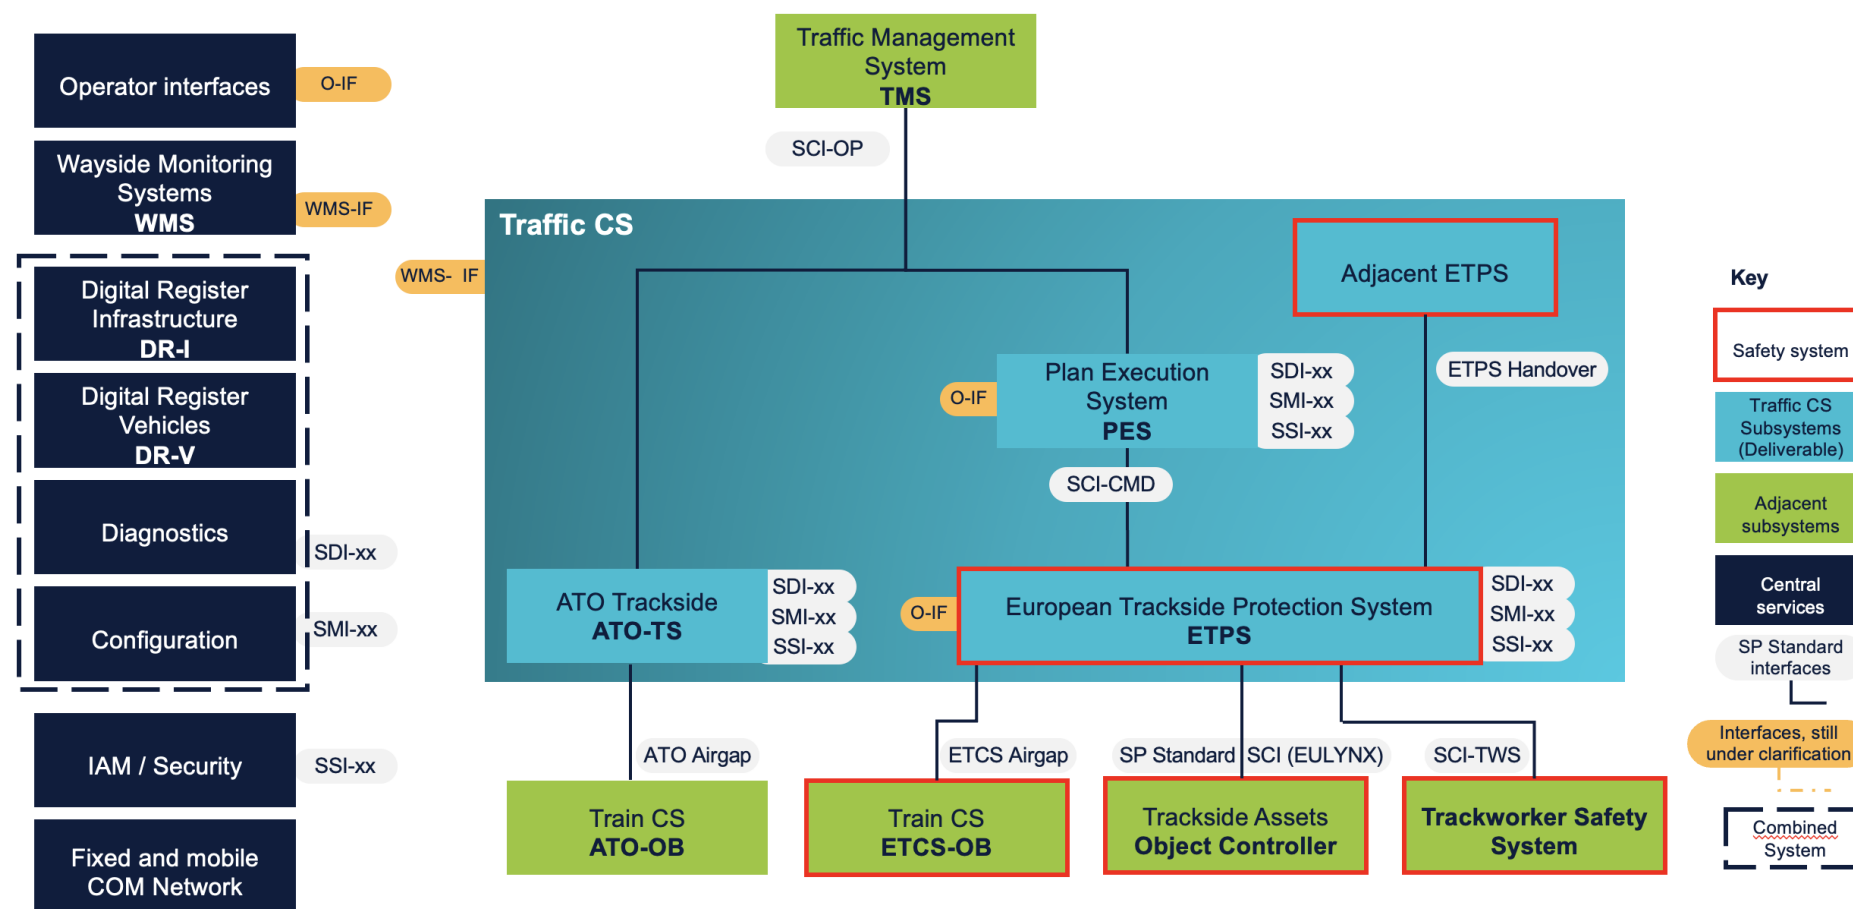 Operator interfaces
O-IF
Wayside Monitoring
Systems
WMS
WMS-IF
Digital Register
Infrastructure
DR-I
Digital Register
Vehicles
DR-V
Diagnostics
SDI-xx
Configuration
SMI-xx
IAM / Security
SSI-xx
Fixed and mobile
COM Network
Traffic Management
System
TMS
SCI-OP
Traffic CS
WMS- IF
Adjacent ETPS
ETPS Handover
Plan Execution
System
PES
O-IF
SDI-xx
SMI-xx
SSI-xx
SCI-CMD
ATO Trackside
ATO-TS
SDI-xx
SMI-xx
SSI-xx
O-IF
European Trackside Protection System
ETPS
SDI-xx
SMI-xx
SSI-xx
ATO Airgap
ETCS Airgap
SP Standard SCI (EULYNX)
SCI-TWS
Train CS
ATO-OB
Train CS
ETCS-OB
Trackside Assets
Object Controller
Trackworker Safety
System
Key
Safety system
Traffic CS
Subsystems
(Deliverable)
Adjacent
subsystems
Central
services
SP Standard
interfaces
Interfaces, still
under clarification
Combined
System